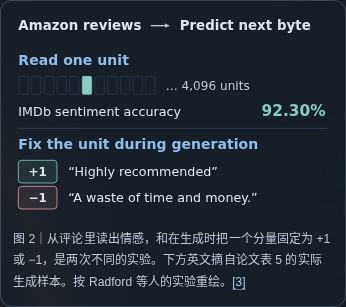 Amazon reviews → Predict next byte
Read one unit
... 4,096 units
IMDb sentiment accuracy 92.30%
Fix the unit during generation
+1 “Highly recommended”
−1 “A waste of time and money.”
图 2｜从评论里读出情感，和在生成时把一个分量固定为 +1
或 −1，是两次不同的实验。下方英文摘自论文表 5 的实际
生成样本。按 Radford 等人的实验重绘。[3]